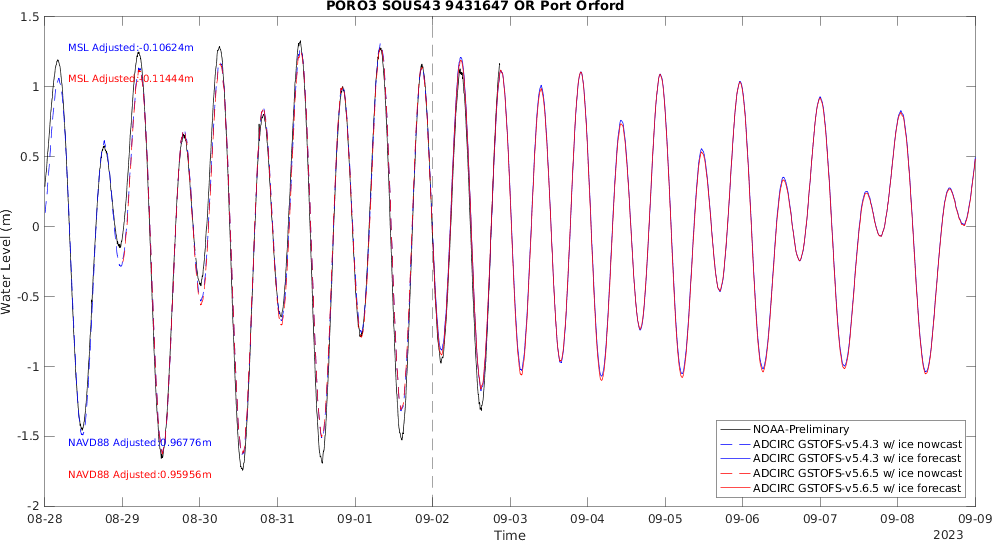 PORO3 SOUS43 9431647 OR Port Orford
1.5
1
0.5
0
-0.5
-1
-1.5
-2
Water Level (m)
MSL Adjusted:-0.10624m
MSL Adjusted:-0.11444m
NAVD88 Adjusted:0.96776m
NAVD88 Adjusted:0.95956m
NOAA-Preliminary
ADCIRC GSTOFS-v5.4.3 w/ ice nowcast
ADCIRC GSTOFS-v5.4.3 w/ ice forecast
ADCIRC GSTOFS-v5.6.5 w/ ice nowcast
ADCIRC GSTOFS-v5.6.5 w/ ice forecast
08-28 08-29 08-30 08-31 09-01 09-02 09-03 09-04 09-05 09-06 09-07 09-08 09-09
Time
2023